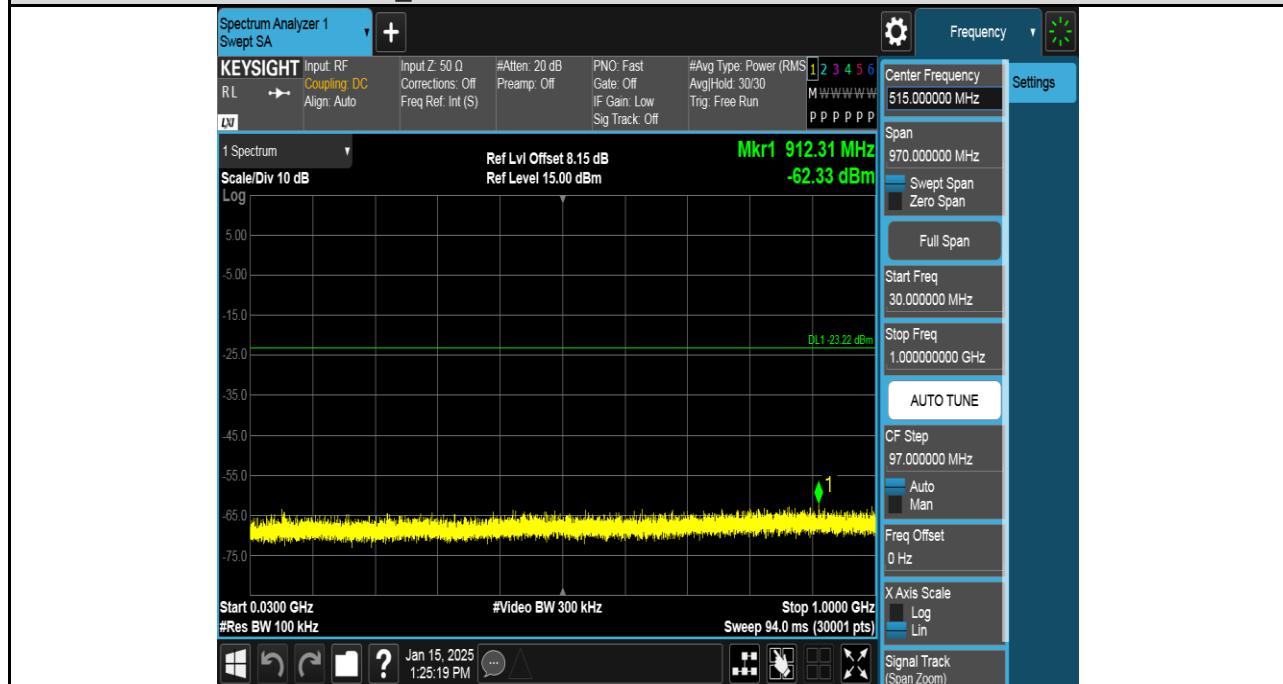 Spectrum Analyzer 1
Swept SA
+
Frequency
KEYSIGHT
RL
LXI
Input: RF
Coupling: DC
Align: Auto
Input Z: 50 Ω
Corrections: Off
Freq Ref: Int (S)
#Atten: 20 dB
Preamp: Off
PNO: Fast
Gate: Off
IF Gain: Low
Sig Track: Off
#Avg Type: Power (RMS
Avg|Hold: 30/30
Trig: Free Run
1 2 3 4 5 6
M W W W W W
P P P P P P
1 Spectrum
Scale/Div 10 dB
Ref Lvl Offset 8.15 dB
Ref Level 15.00 dBm
Mkr1 912.31 MHz
-62.33 dBm
Log
5.00
-5.00
-15.0
DL1 -23.22 dBm
-25.0
-35.0
-45.0
-55.0
1
-65.0
-75.0
Start 0.0300 GHz
#Video BW 300 kHz
Stop 1.0000 GHz
#Res BW 100 kHz
Sweep 94.0 ms (30001 pts)
?
Jan 15, 2025
1:25:19 PM
Center Frequency
515.000000 MHz
Settings
Span
970.000000 MHz
Swept Span
Zero Span
Full Span
Start Freq
30.000000 MHz
Stop Freq
1.000000000 GHz
AUTO TUNE
CF Step
97.000000 MHz
Auto
Man
Freq Offset
0 Hz
X Axis Scale
Log
Lin
Signal Track
(Span Zoom)